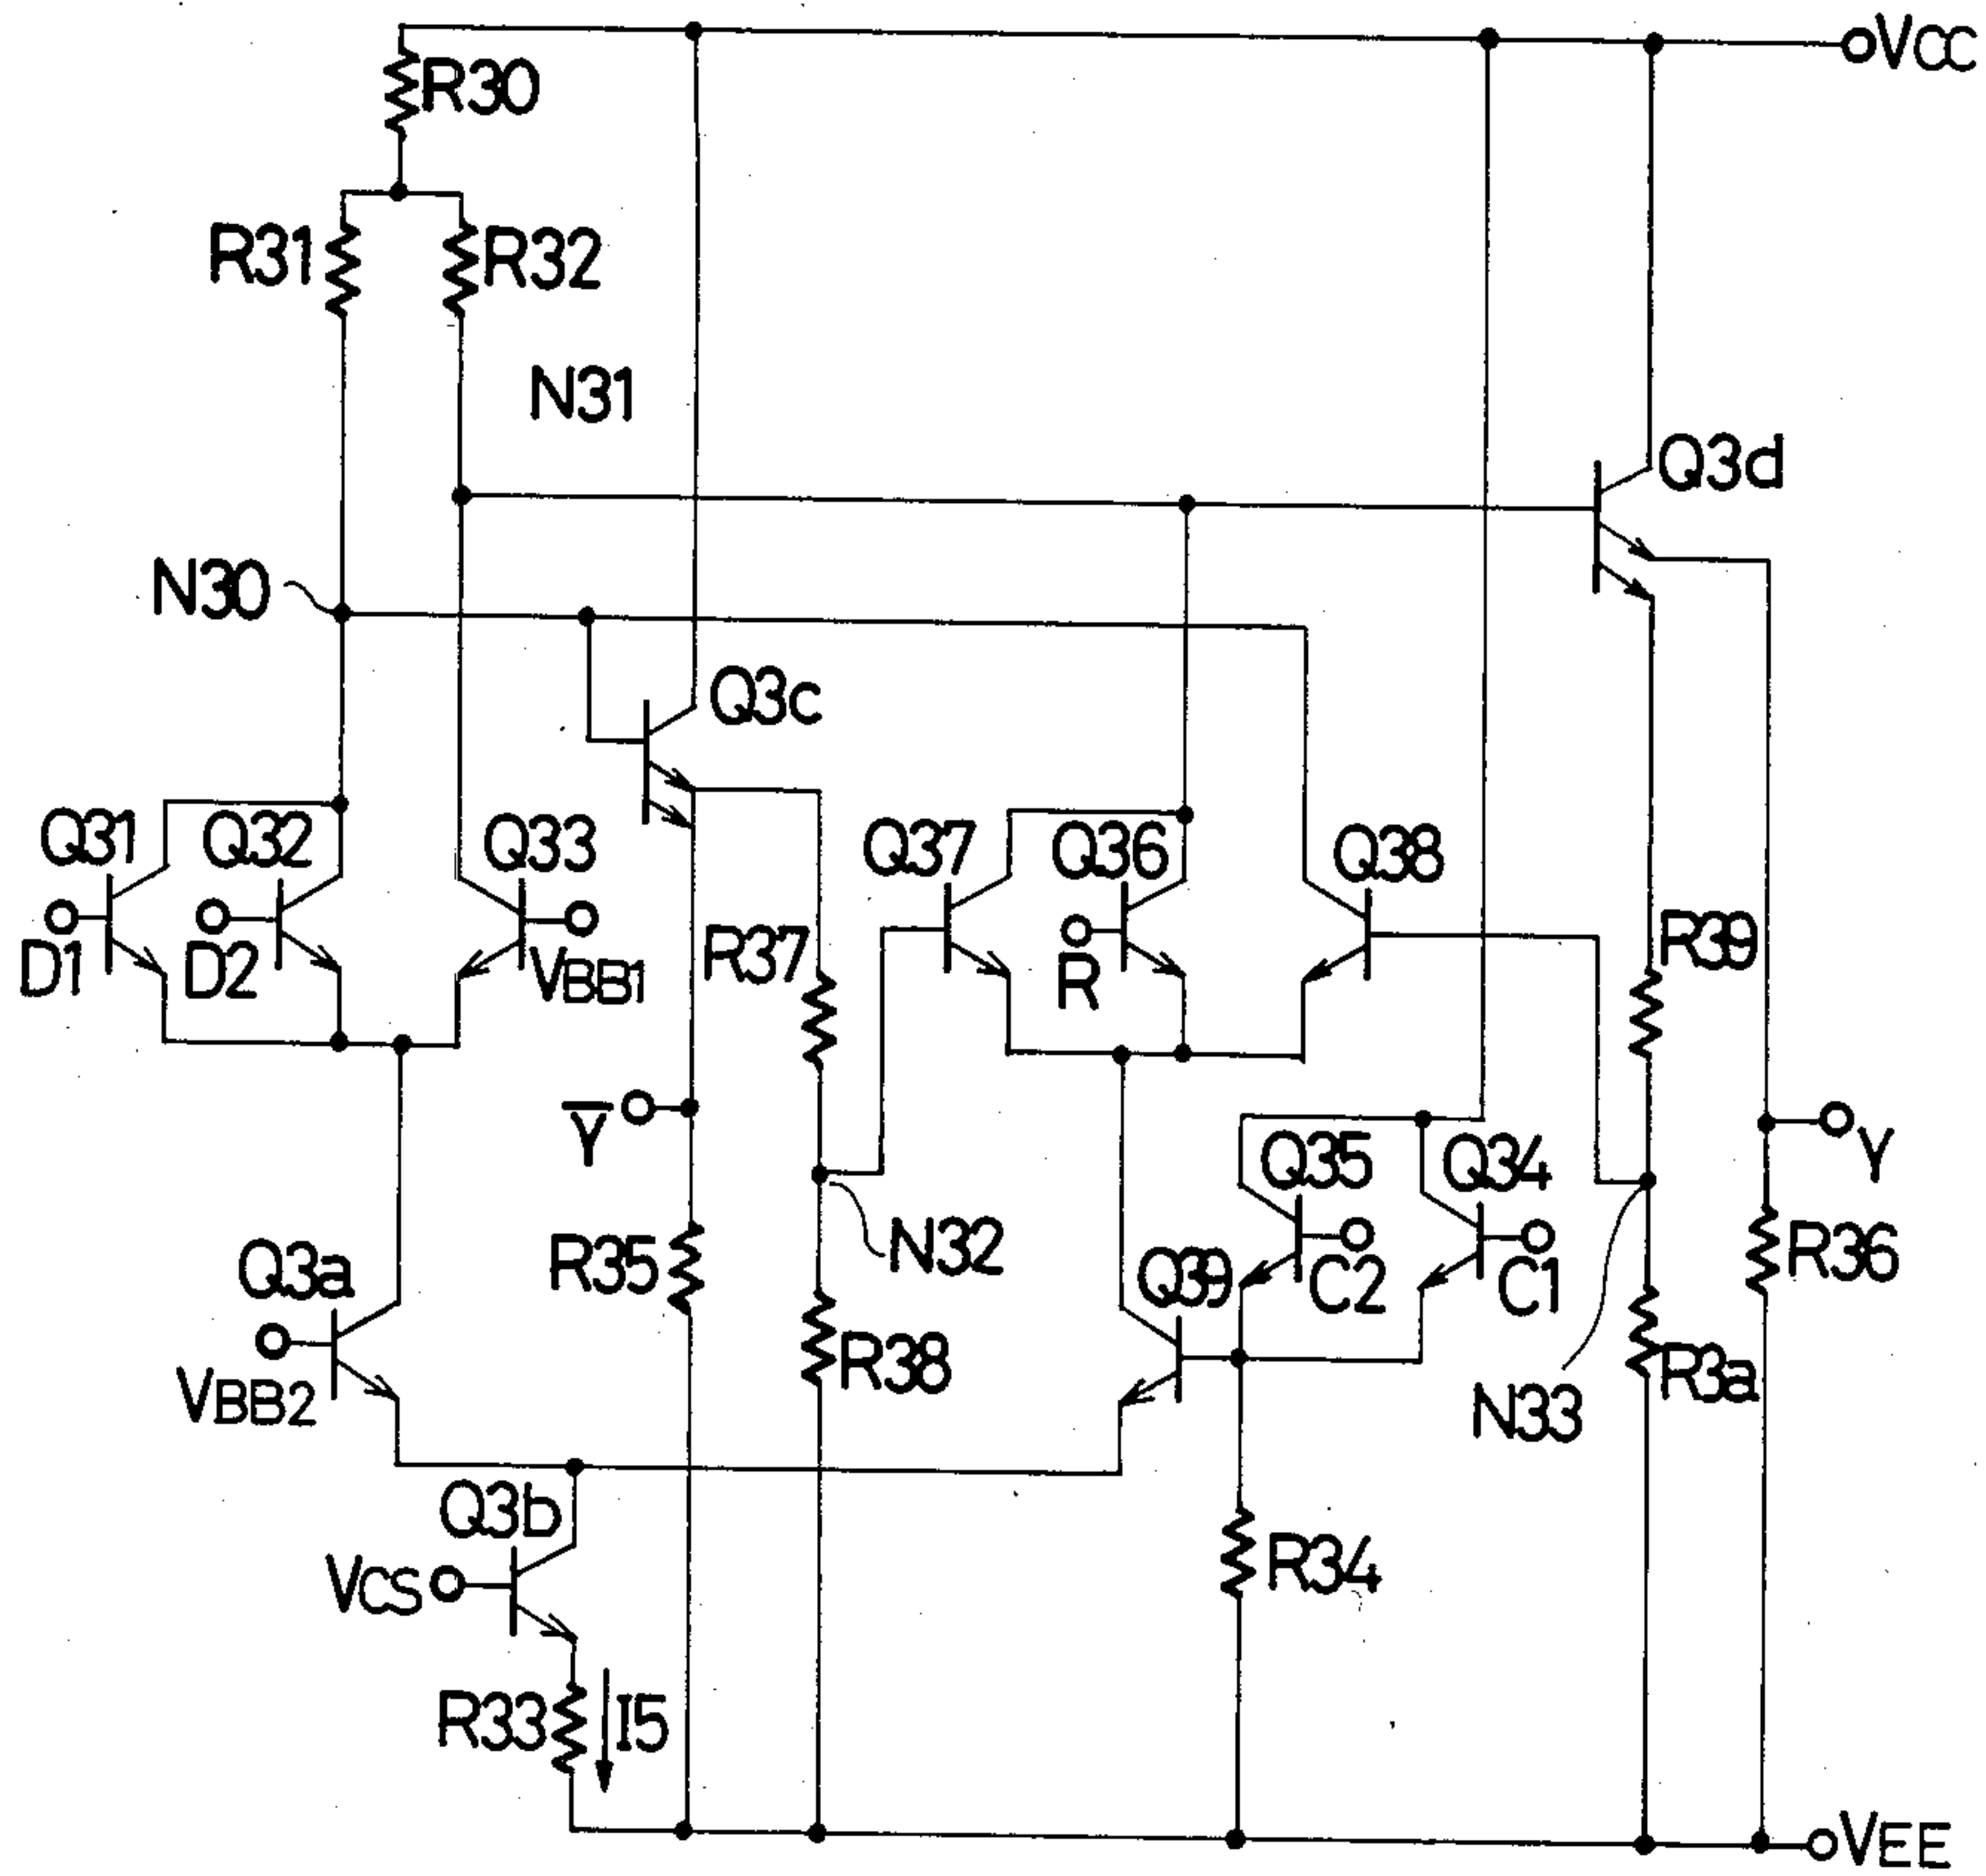 VCC
R30
R31
R32
N31
Q3d
N30
Q3c
Q31
Q32
Q33
Q37
Q36
Q38
D1
D2
VBB1
R37
R
R39
Y̅
Q35
Q34
Y
N32
Q3a
R35
Q39
C2
C1
R36
VBB2
R38
N33
R3a
Q3b
VCS
R34
R33
I5
VEE